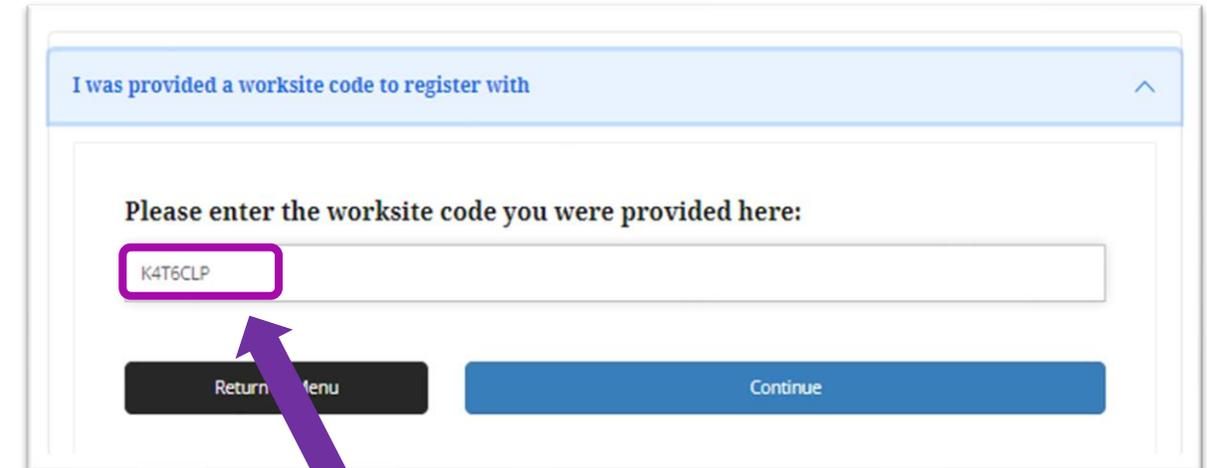 I was provided a worksite code to register with
Please enter the worksite code you were provided here:
K4T6CLP
Return Menu
Continue